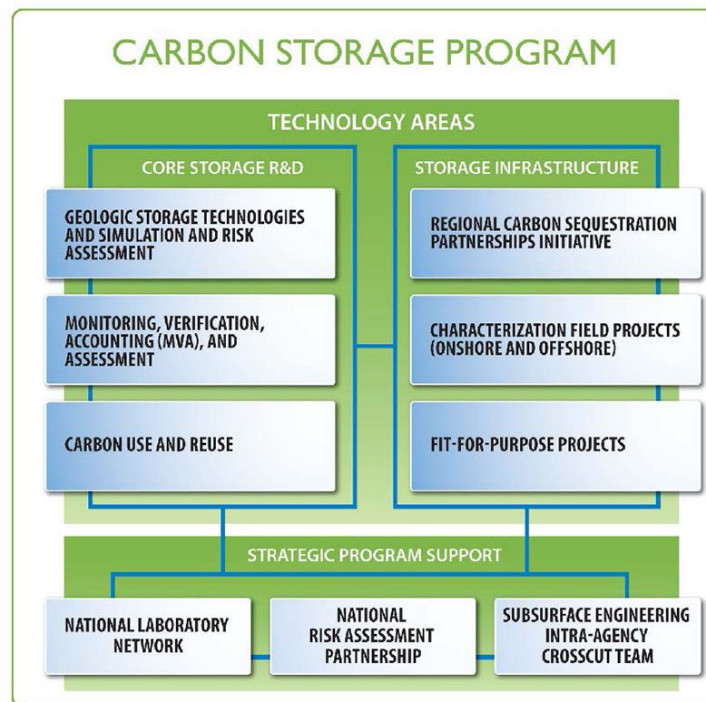 CARBON STORAGE PROGRAM
TECHNOLOGY AREAS
CORE STORAGE R&D
GEOLOGIC STORAGE TECHNOLOGIES
AND SIMULATION AND RISK
ASSESSMENT
MONITORING, VERIFICATION,
ACCOUNTING (MVA), AND
ASSESSMENT
CARBON USE AND REUSE
STORAGE INFRASTRUCTURE
REGIONAL CARBON SEQUESTRATION
PARTNERSHIPS INITIATIVE
CHARACTERIZATION FIELD PROJECTS
(ONSHORE AND OFFSHORE)
FIT-FOR-PURPOSE PROJECTS
STRATEGIC PROGRAM SUPPORT
NATIONAL LABORATORY
NETWORK
NATIONAL
RISK ASSESSMENT
PARTNERSHIP
SUBSURFACE ENGINEERING
INTRA-AGENCY
CROSSCUT TEAM